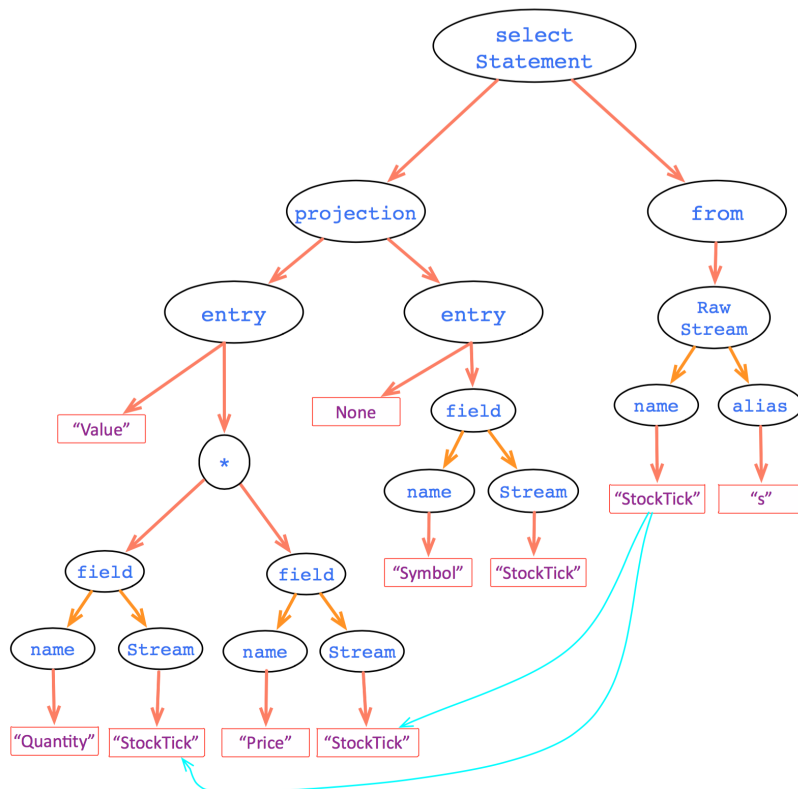 select
Statement
projection
from
entry
entry
Raw
Stream
“Value”
None
field
name
alias
*
name
Stream
“StockTick”
“s”
field
field
“Symbol”
“StockTick”
name
Stream
name
Stream
“Quantity”
“StockTick”
“Price”
“StockTick”